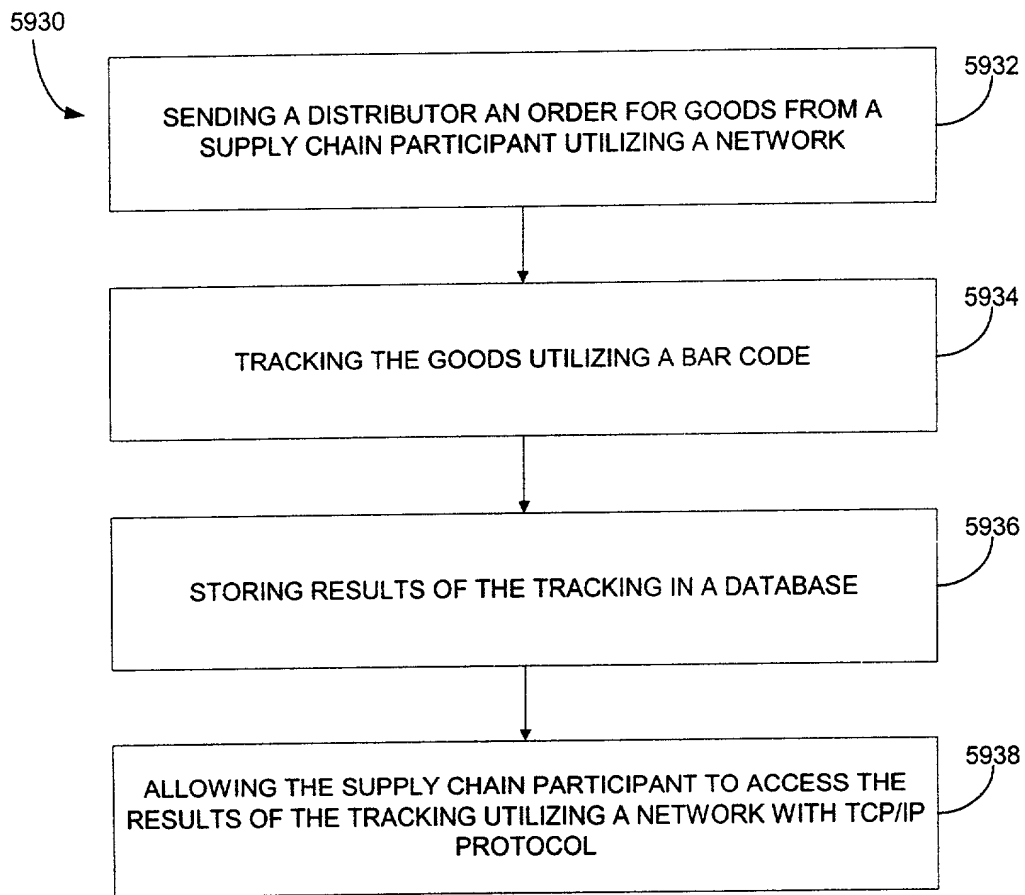 5930
5932
SENDING A DISTRIBUTOR AN ORDER FOR GOODS FROM A
SUPPLY CHAIN PARTICIPANT UTILIZING A NETWORK
5934
TRACKING THE GOODS UTILIZING A BAR CODE
5936
STORING RESULTS OF THE TRACKING IN A DATABASE
5938
ALLOWING THE SUPPLY CHAIN PARTICIPANT TO ACCESS THE
RESULTS OF THE TRACKING UTILIZING A NETWORK WITH TCP/IP
PROTOCOL